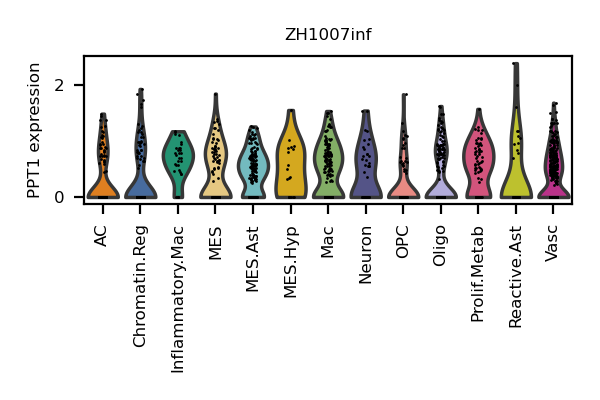 ZH1007inf
PPT1 expression
2
0
AC
Chromatin.Reg
Inflammatory.Mac
MES
MES.Ast
MES.Hyp
Mac
Neuron
OPC
Oligo
Prolif.Metab
Reactive.Ast
Vasc